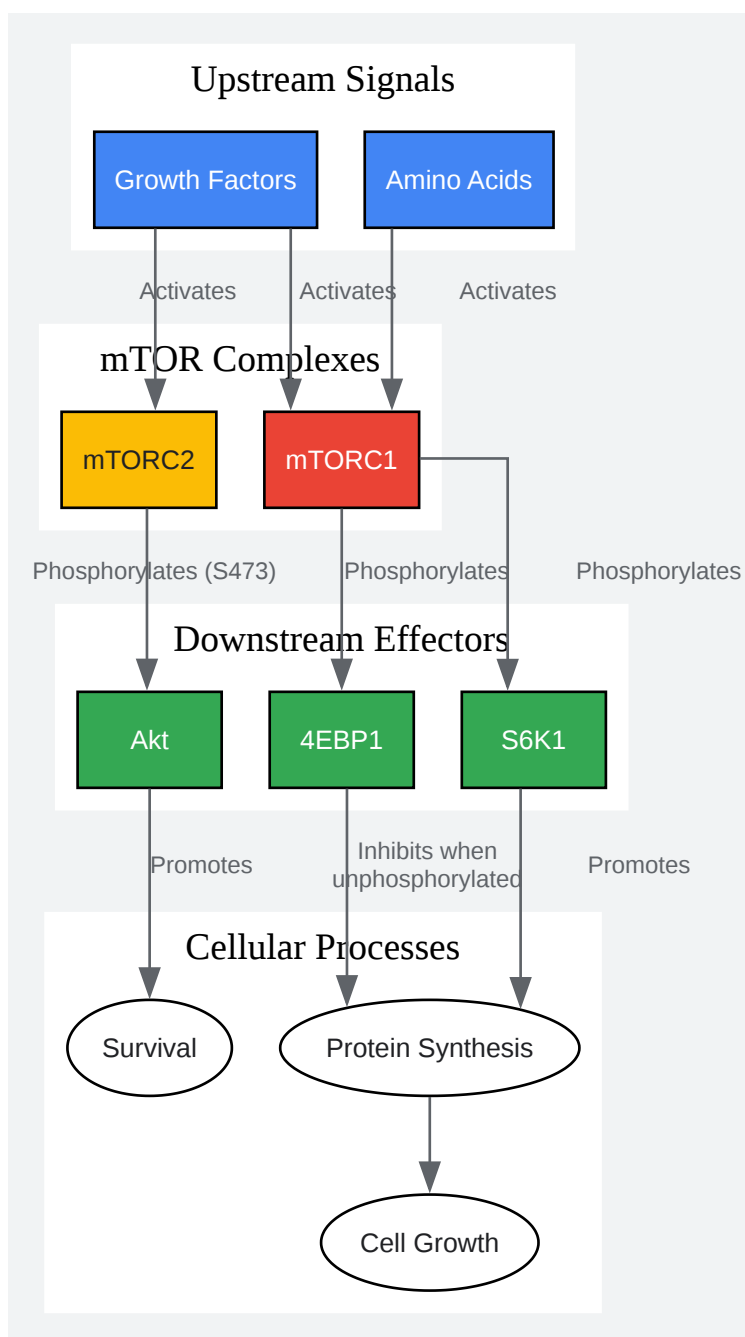 Upstream Signals
Growth Factors
Amino Acids
Activates
Activates
Activates
mTOR Complexes
mTORC2
mTORC1
Phosphorylates (S473)
Phosphorylates
Phosphorylates
Downstream Effectors
Akt
4EBP1
S6K1
Promotes
Inhibits when
unphosphorylated
Promotes
Cellular Processes
Survival
Protein Synthesis
Cell Growth